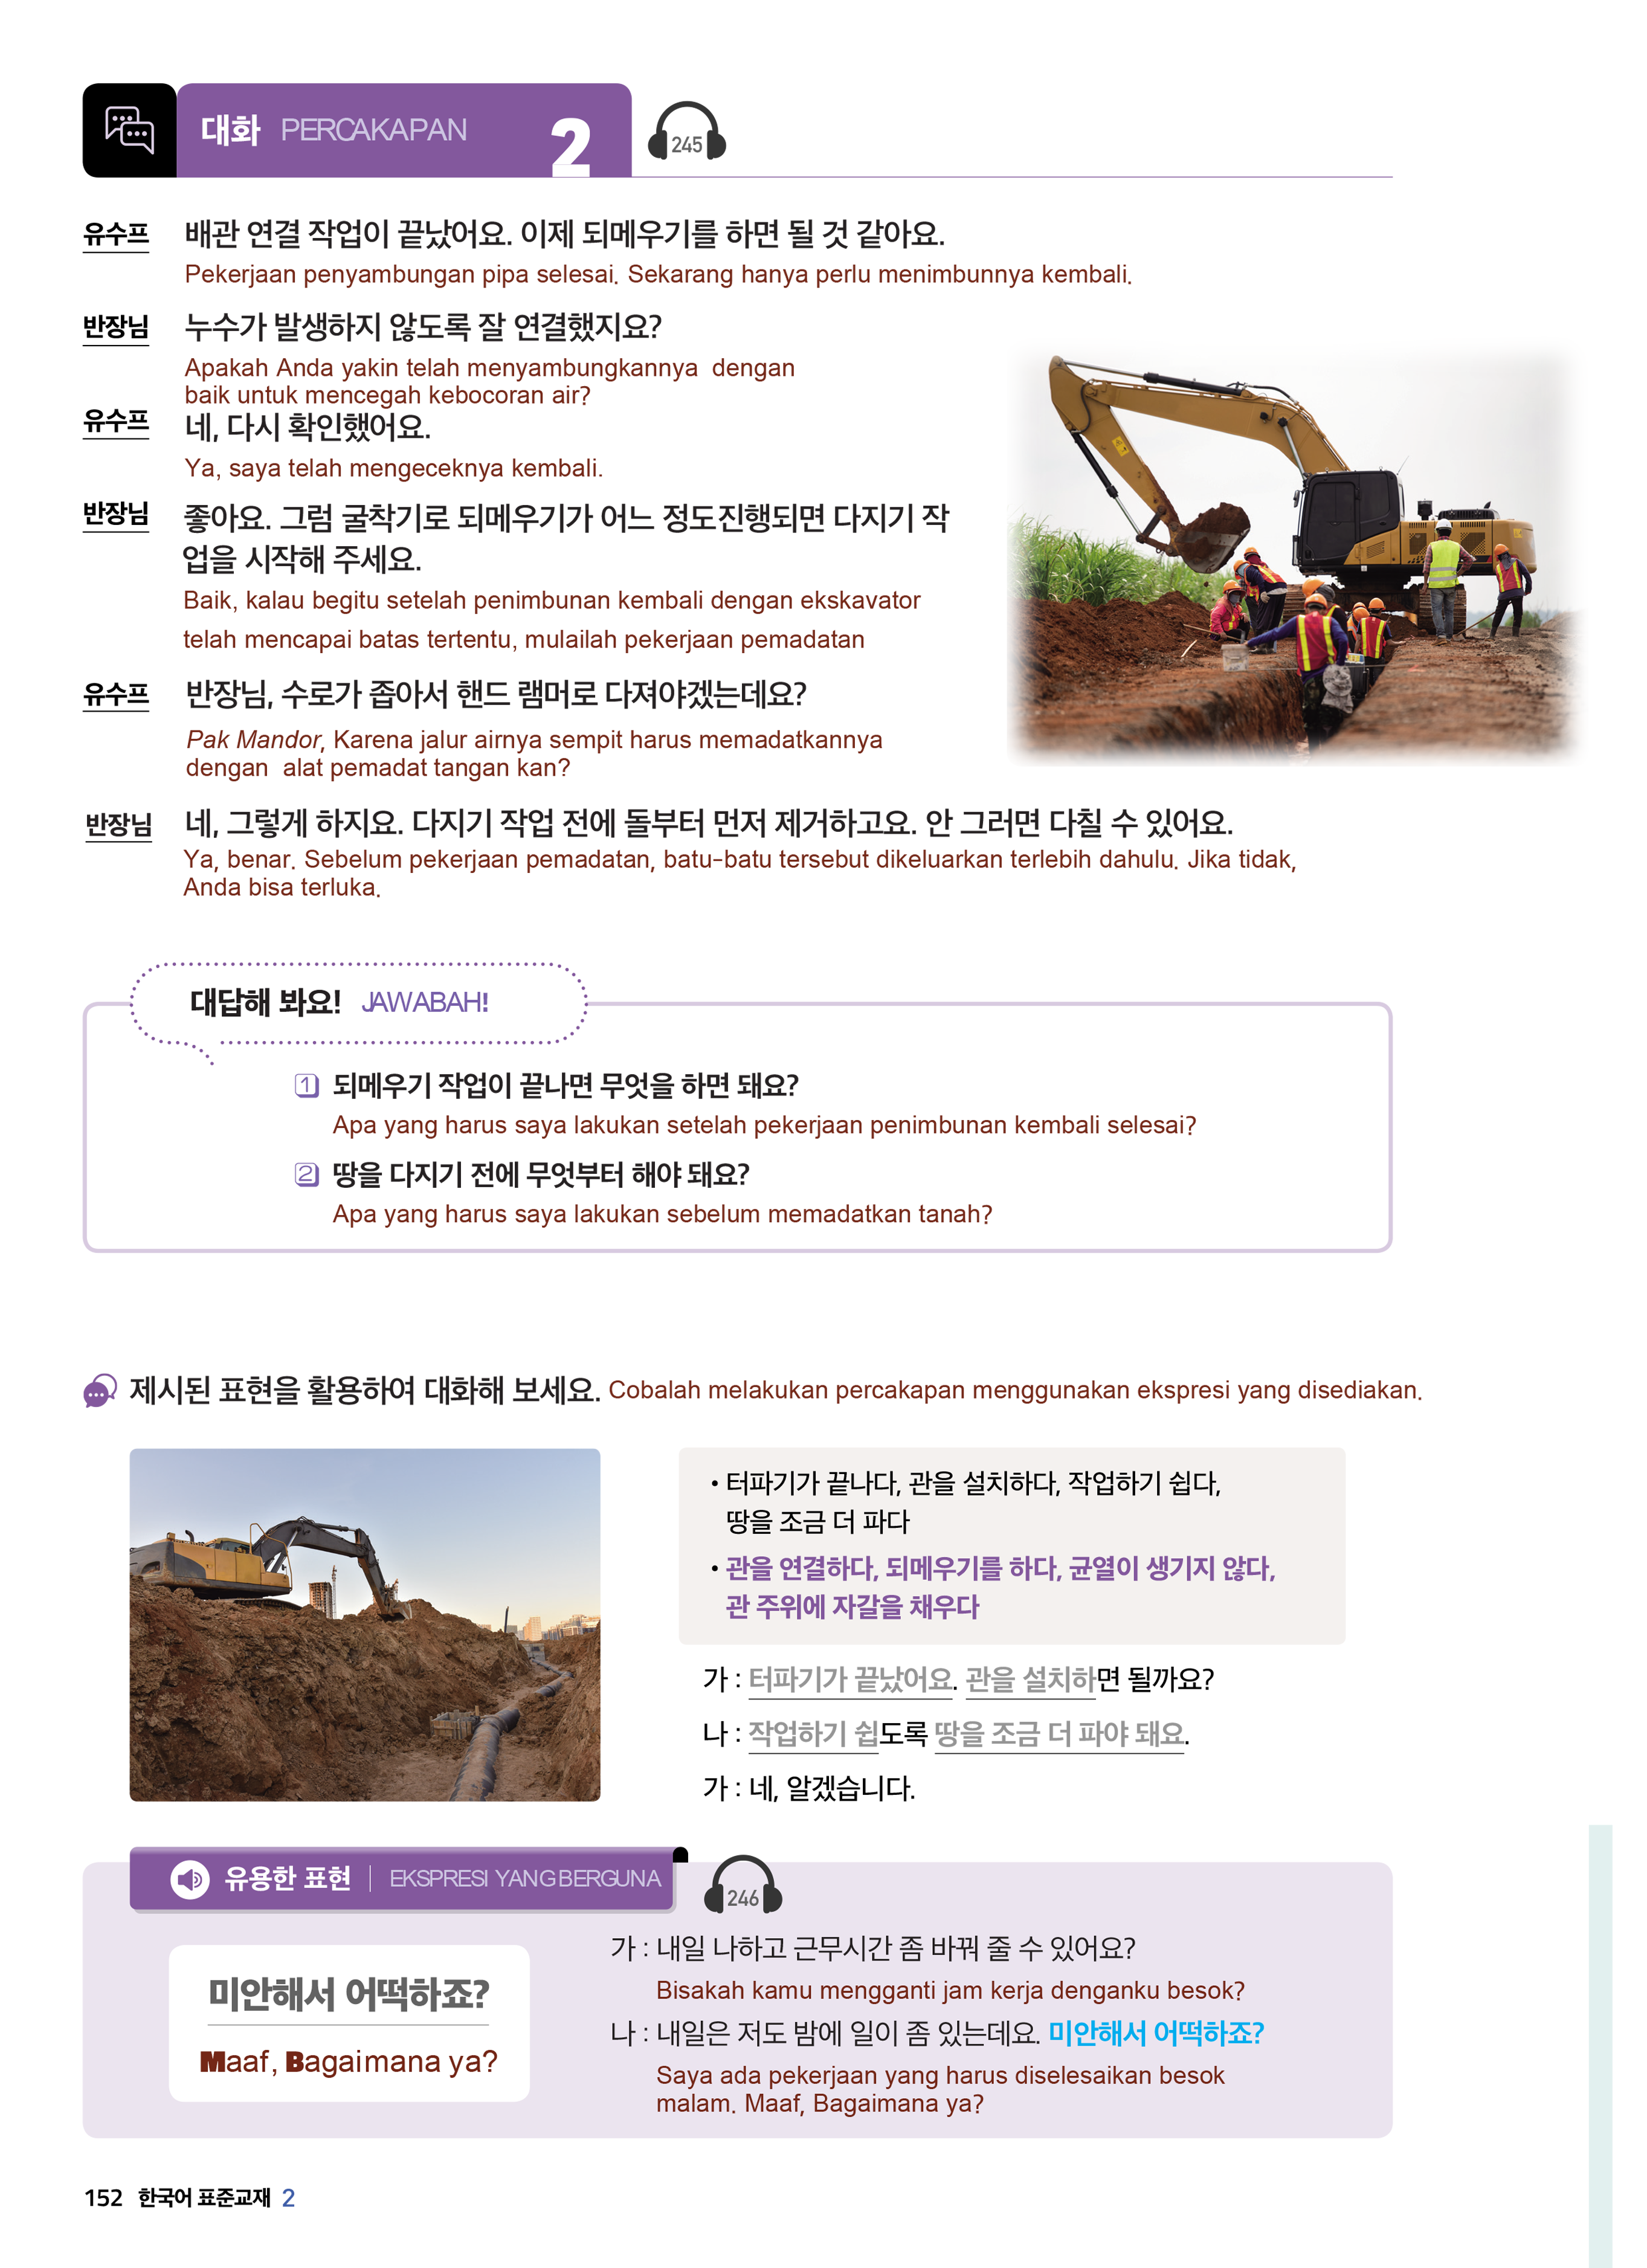 대화 PERCAKAPAN 2 245
유수프 배관 연결 작업이 끝났어요. 이제 되메우기를 하면 될 것 같아요.
Pekerjaan penyambungan pipa selesai. Sekarang hanya perlu menimbunnya kembali.
반장님 누수가 발생하지 않도록 잘 연결했지요?
Apakah Anda yakin telah menyambungkannya dengan
baik untuk mencegah kebocoran air?
유수프 네, 다시 확인했어요.
Ya, saya telah mengeceknya kembali.
반장님 좋아요. 그럼 굴착기로 되메우기가 어느 정도진행되면 다지기 작
업을 시작해 주세요.
Baik, kalau begitu setelah penimbunan kembali dengan ekskavator
telah mencapai batas tertentu, mulailah pekerjaan pemadatan
유수프 반장님, 수로가 좁아서 핸드 램머로 다져야겠는데요?
Pak Mandor, Karena jalur airnya sempit harus memadatkannya
dengan alat pemadat tangan kan?
반장님 네, 그렇게 하지요. 다지기 작업 전에 돌부터 먼저 제거하고요. 안 그러면 다칠 수 있어요.
Ya, benar. Sebelum pekerjaan pemadatan, batu-batu tersebut dikeluarkan terlebih dahulu. Jika tidak,
Anda bisa terluka.
대답해 봐요! JAWABAH!
1 되메우기 작업이 끝나면 무엇을 하면 돼요?
Apa yang harus saya lakukan setelah pekerjaan penimbunan kembali selesai?
2 땅을 다지기 전에 무엇부터 해야 돼요?
Apa yang harus saya lakukan sebelum memadatkan tanah?
제시된 표현을 활용하여 대화해 보세요. Cobalah melakukan percakapan menggunakan ekspresi yang disediakan.
• 터파기가 끝나다, 관을 설치하다, 작업하기 쉽다,
땅을 조금 더 파다
• 관을 연결하다, 되메우기를 하다, 균열이 생기지 않다,
관 주위에 자갈을 채우다
가 : 터파기가 끝났어요. 관을 설치하면 될까요?
나 : 작업하기 쉽도록 땅을 조금 더 파야 돼요.
가 : 네, 알겠습니다.
유용한 표현 | EKSPRESI YANG BERGUNA 246
미안해서 어떡하죠?
Maaf, Bagaimana ya?
가 : 내일 나하고 근무시간 좀 바꿔 줄 수 있어요?
Bisakah kamu mengganti jam kerja denganku besok?
나 : 내일은 저도 밤에 일이 좀 있는데요. 미안해서 어떡하죠?
Saya ada pekerjaan yang harus diselesaikan besok
malam. Maaf, Bagaimana ya?
152 한국어 표준교재 2